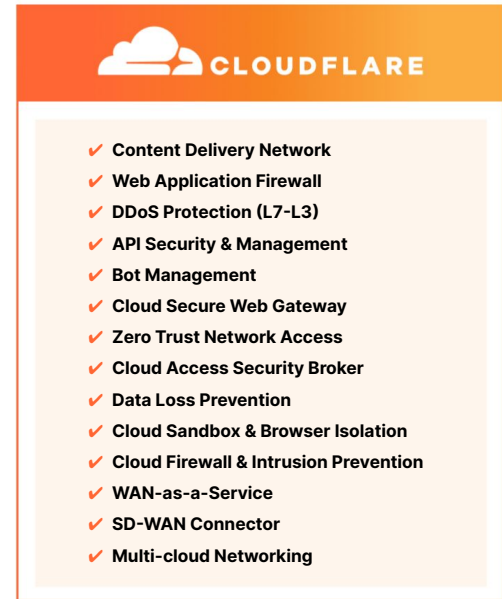 CLOUDFLARE
✔ Content Delivery Network
✔ Web Application Firewall
✔ DDoS Protection (L7-L3)
✔ API Security & Management
✔ Bot Management
✔ Cloud Secure Web Gateway
✔ Zero Trust Network Access
✔ Cloud Access Security Broker
✔ Data Loss Prevention
✔ Cloud Sandbox & Browser Isolation
✔ Cloud Firewall & Intrusion Prevention
✔ WAN-as-a-Service
✔ SD-WAN Connector
✔ Multi-cloud Networking